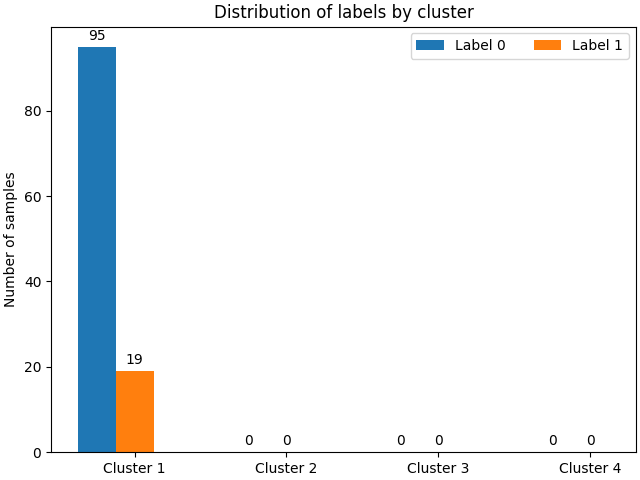 Distribution of labels by cluster
Label 0 Label 1
Number of samples
80
60
40
20
0
95
19
0 0
0 0
0 0
Cluster 1 Cluster 2 Cluster 3 Cluster 4